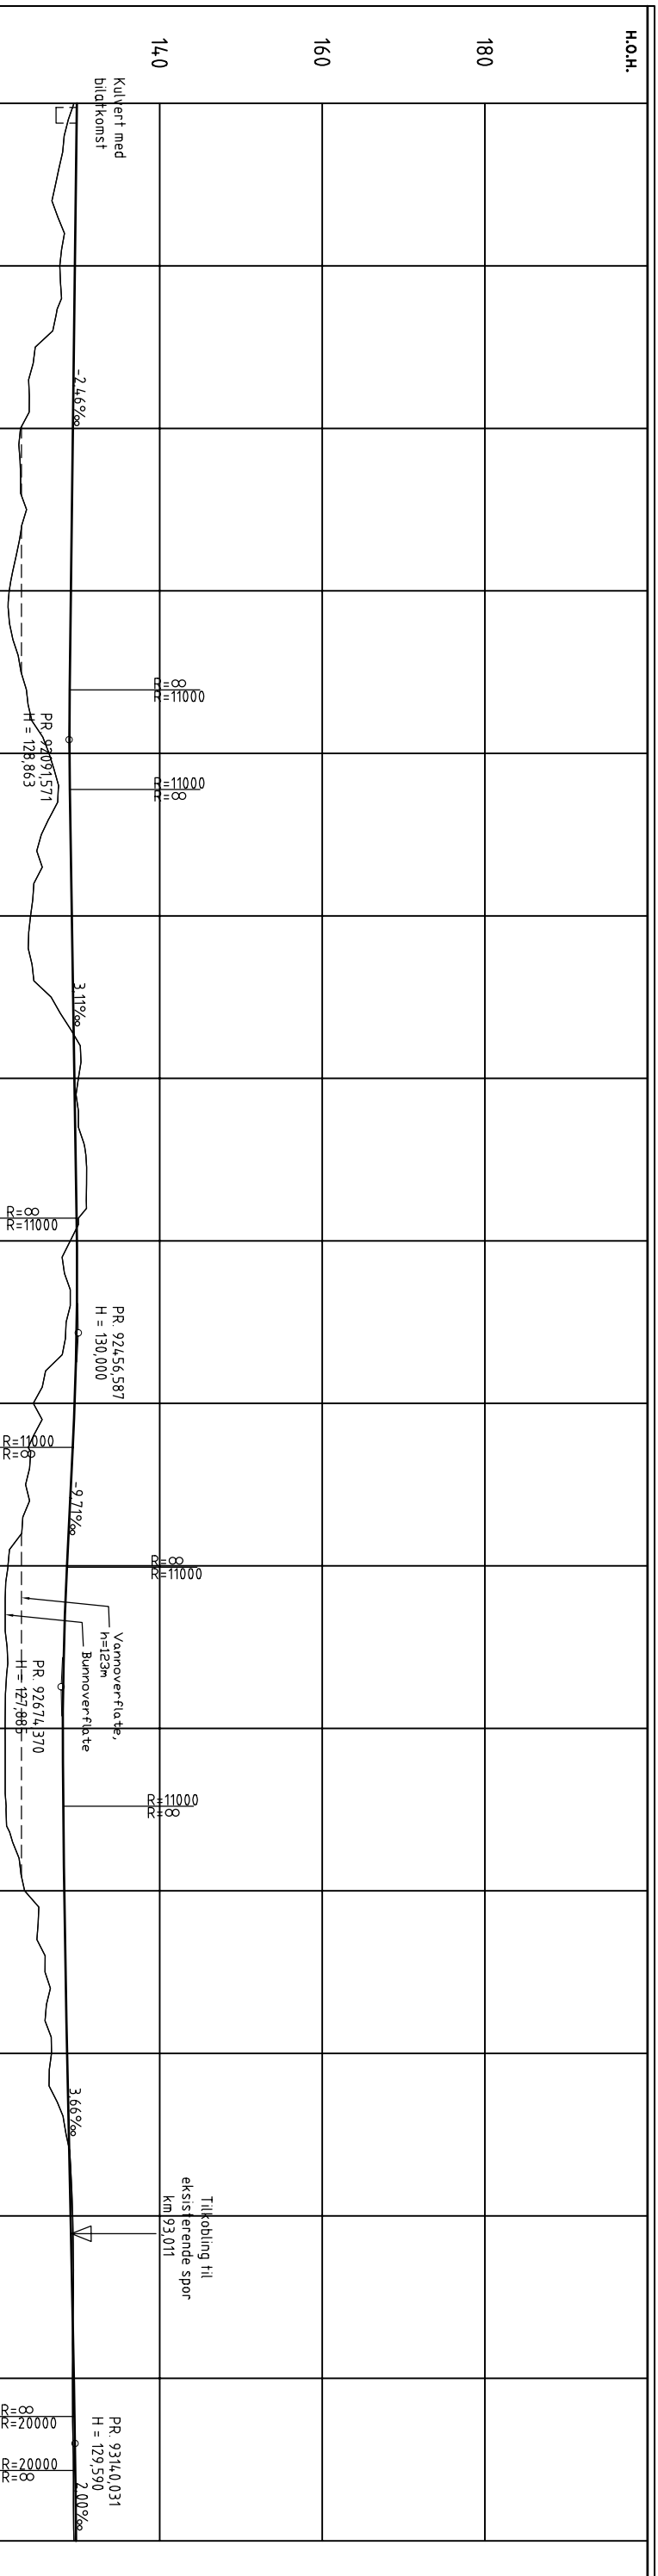 H.O.H.
180
160
140
Kulvert med
bilatkomst
-2.46‰
R=∞
R=11000
PR. 92091,571
H = 128,863
R=11000
R=∞
3.11‰
R=∞
R=11000
PR. 92456,587
H = 130,000
R=11000
R=∞
-9.71‰
R=∞
R=11000
Vannoverflate,
h=123m
Bunnoverflate
PR. 92674,370
H = 127,885
R=11000
R=∞
3.66‰
Tilkobling til
eksisterende spor
km 93,011
R=∞
R=20000
PR. 93140,031
H = 129,590
R=20000
R=∞
2.00‰